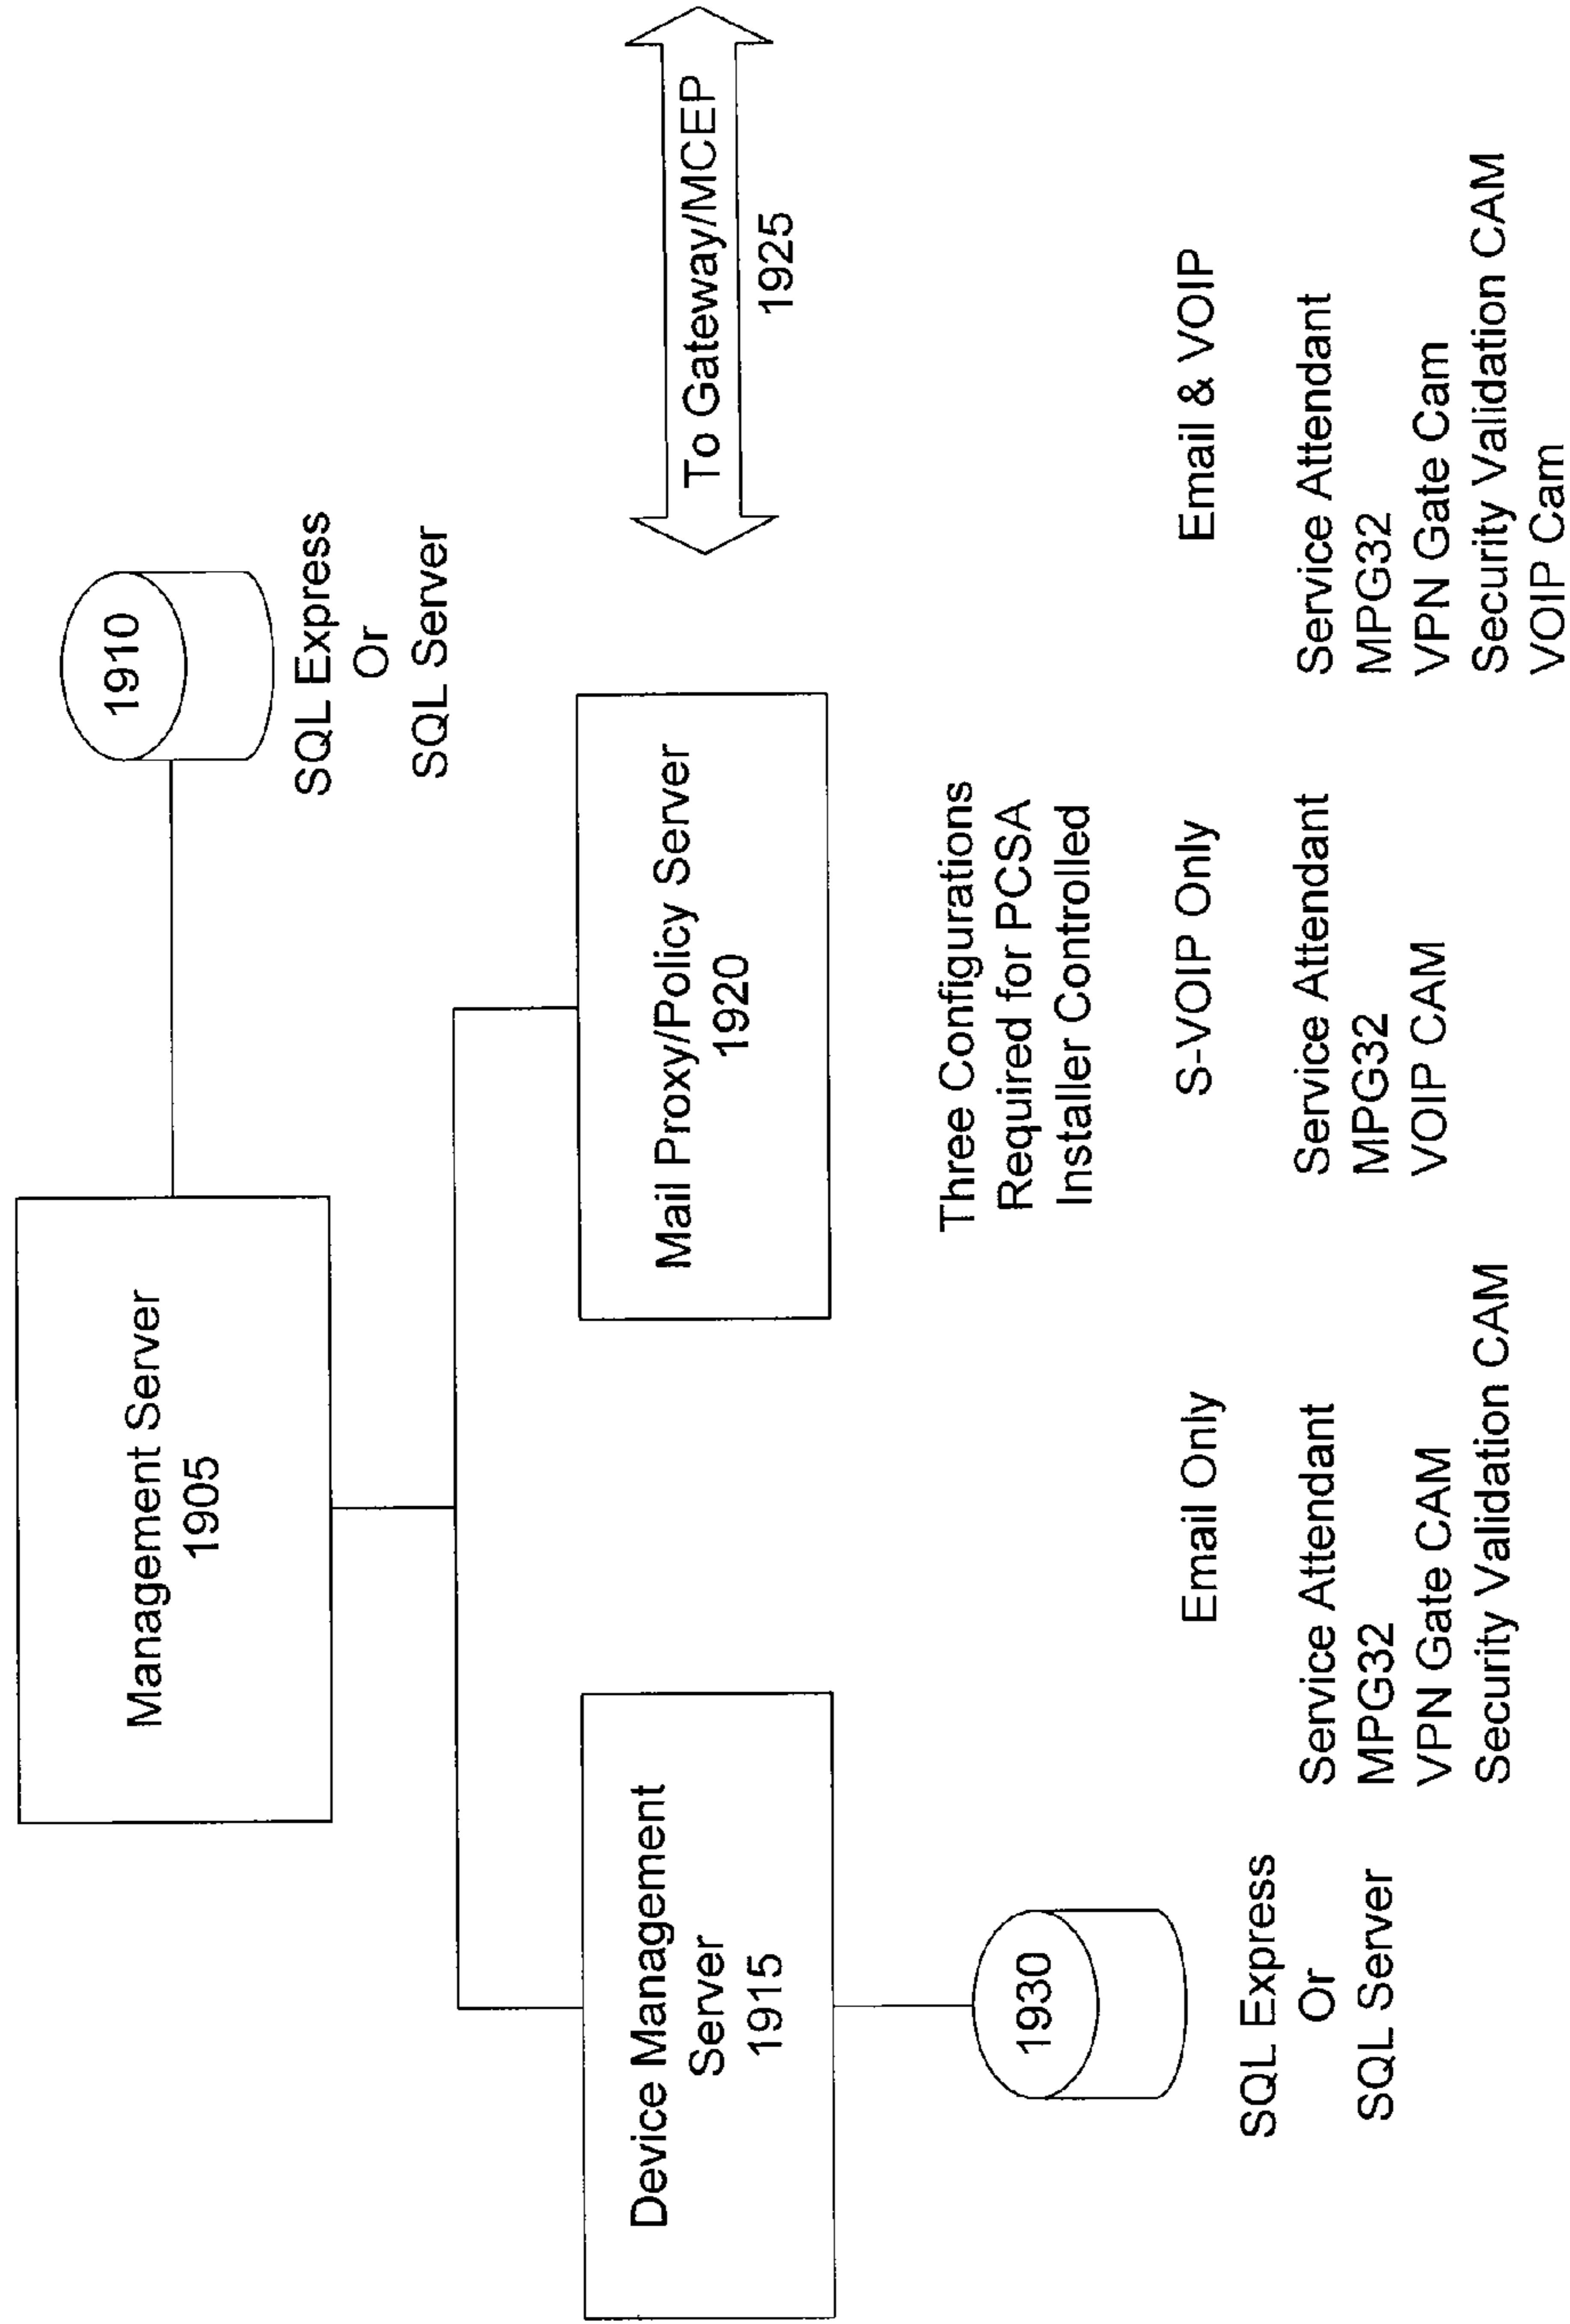 Management Server
1905
1910
SQL Express
Or
SQL Server
Device Management
Server
1915
Mail Proxy/Policy Server
1920
To Gateway/MCEP
1925
1930
SQL Express
Or
SQL Server
Three Configurations
Required for PCSA
Installer Controlled
Email Only
Service Attendant
MPG32
VPN Gate CAM
Security Validation CAM
S-VOIP Only
Service Attendant
MPG32
VOIP CAM
Email & VOIP
Service Attendant
MPG32
VPN Gate Cam
Security Validation CAM
VOIP Cam